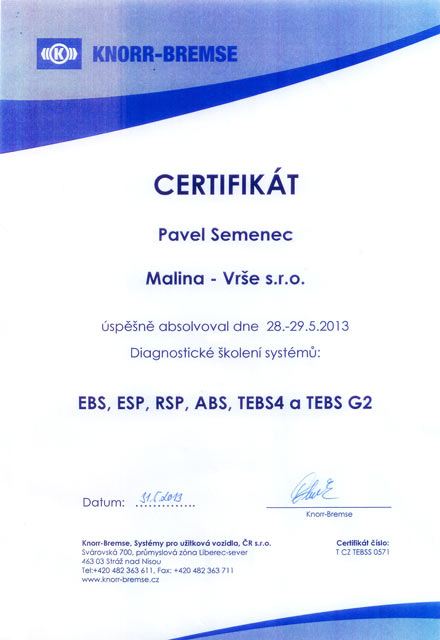 KNORR-BREMSE
CERTIFIKÁT
Pavel Semenec
Malina - Vrše s.r.o.
úspěšně absolvoval dne 28.-29.5.2013
Diagnostické školení systémů:
EBS, ESP, RSP, ABS, TEBS4 a TEBS G2
Datum: 31.5.2013
Knorr-Bremse
Knorr-Bremse, Systémy pro užitková vozidla, ČR s.r.o.
Svárovská 700, průmyslová zóna Liberec-sever
463 03 Stráž nad Nisou
Tel:+420 482 363 611, Fax: +420 482 363 711
www.knorr-bremse.cz
Certifikát číslo:
T CZ TEBSS 0571